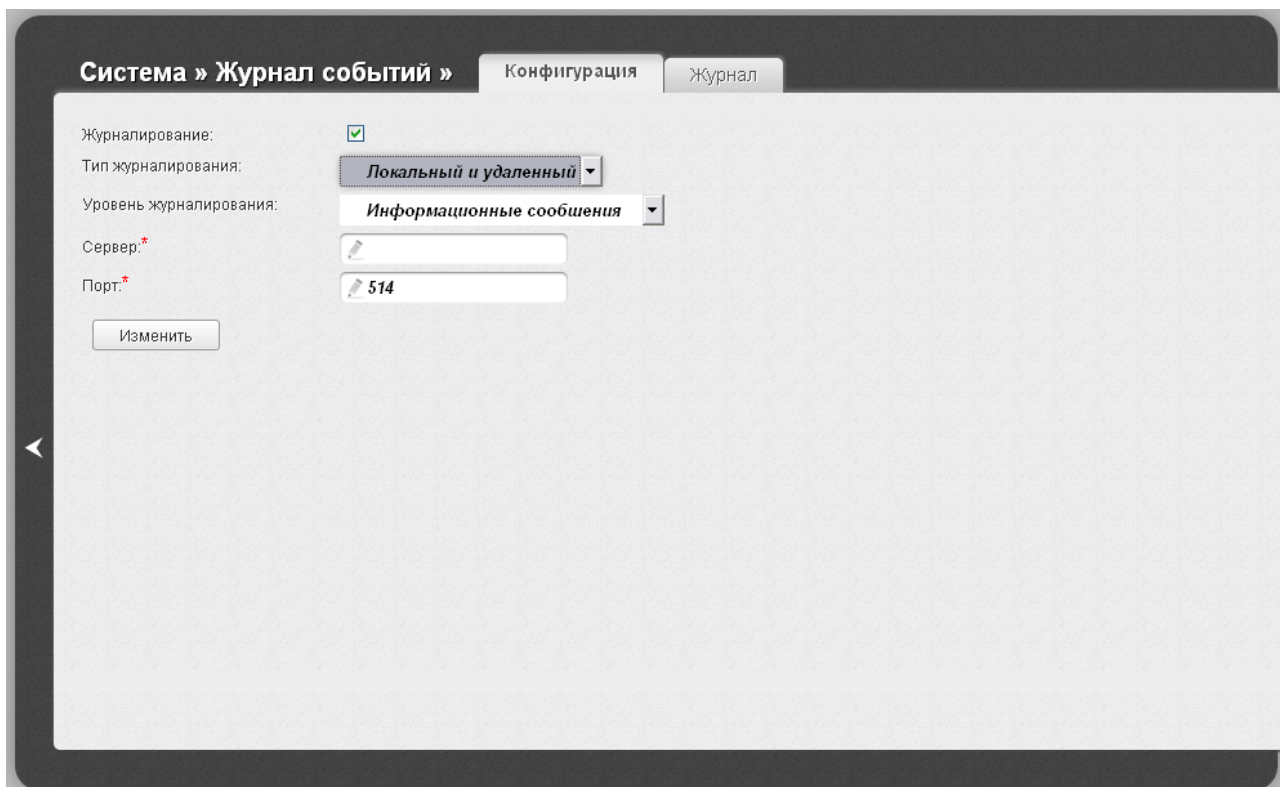 Система » Журнал событий » Конфигурация Журнал
Журналирование:
Тип журналирования: Локальный и удаленный
Уровень журналирования: Информационные сообшения
Сервер:*
Порт:* 514
Изменить